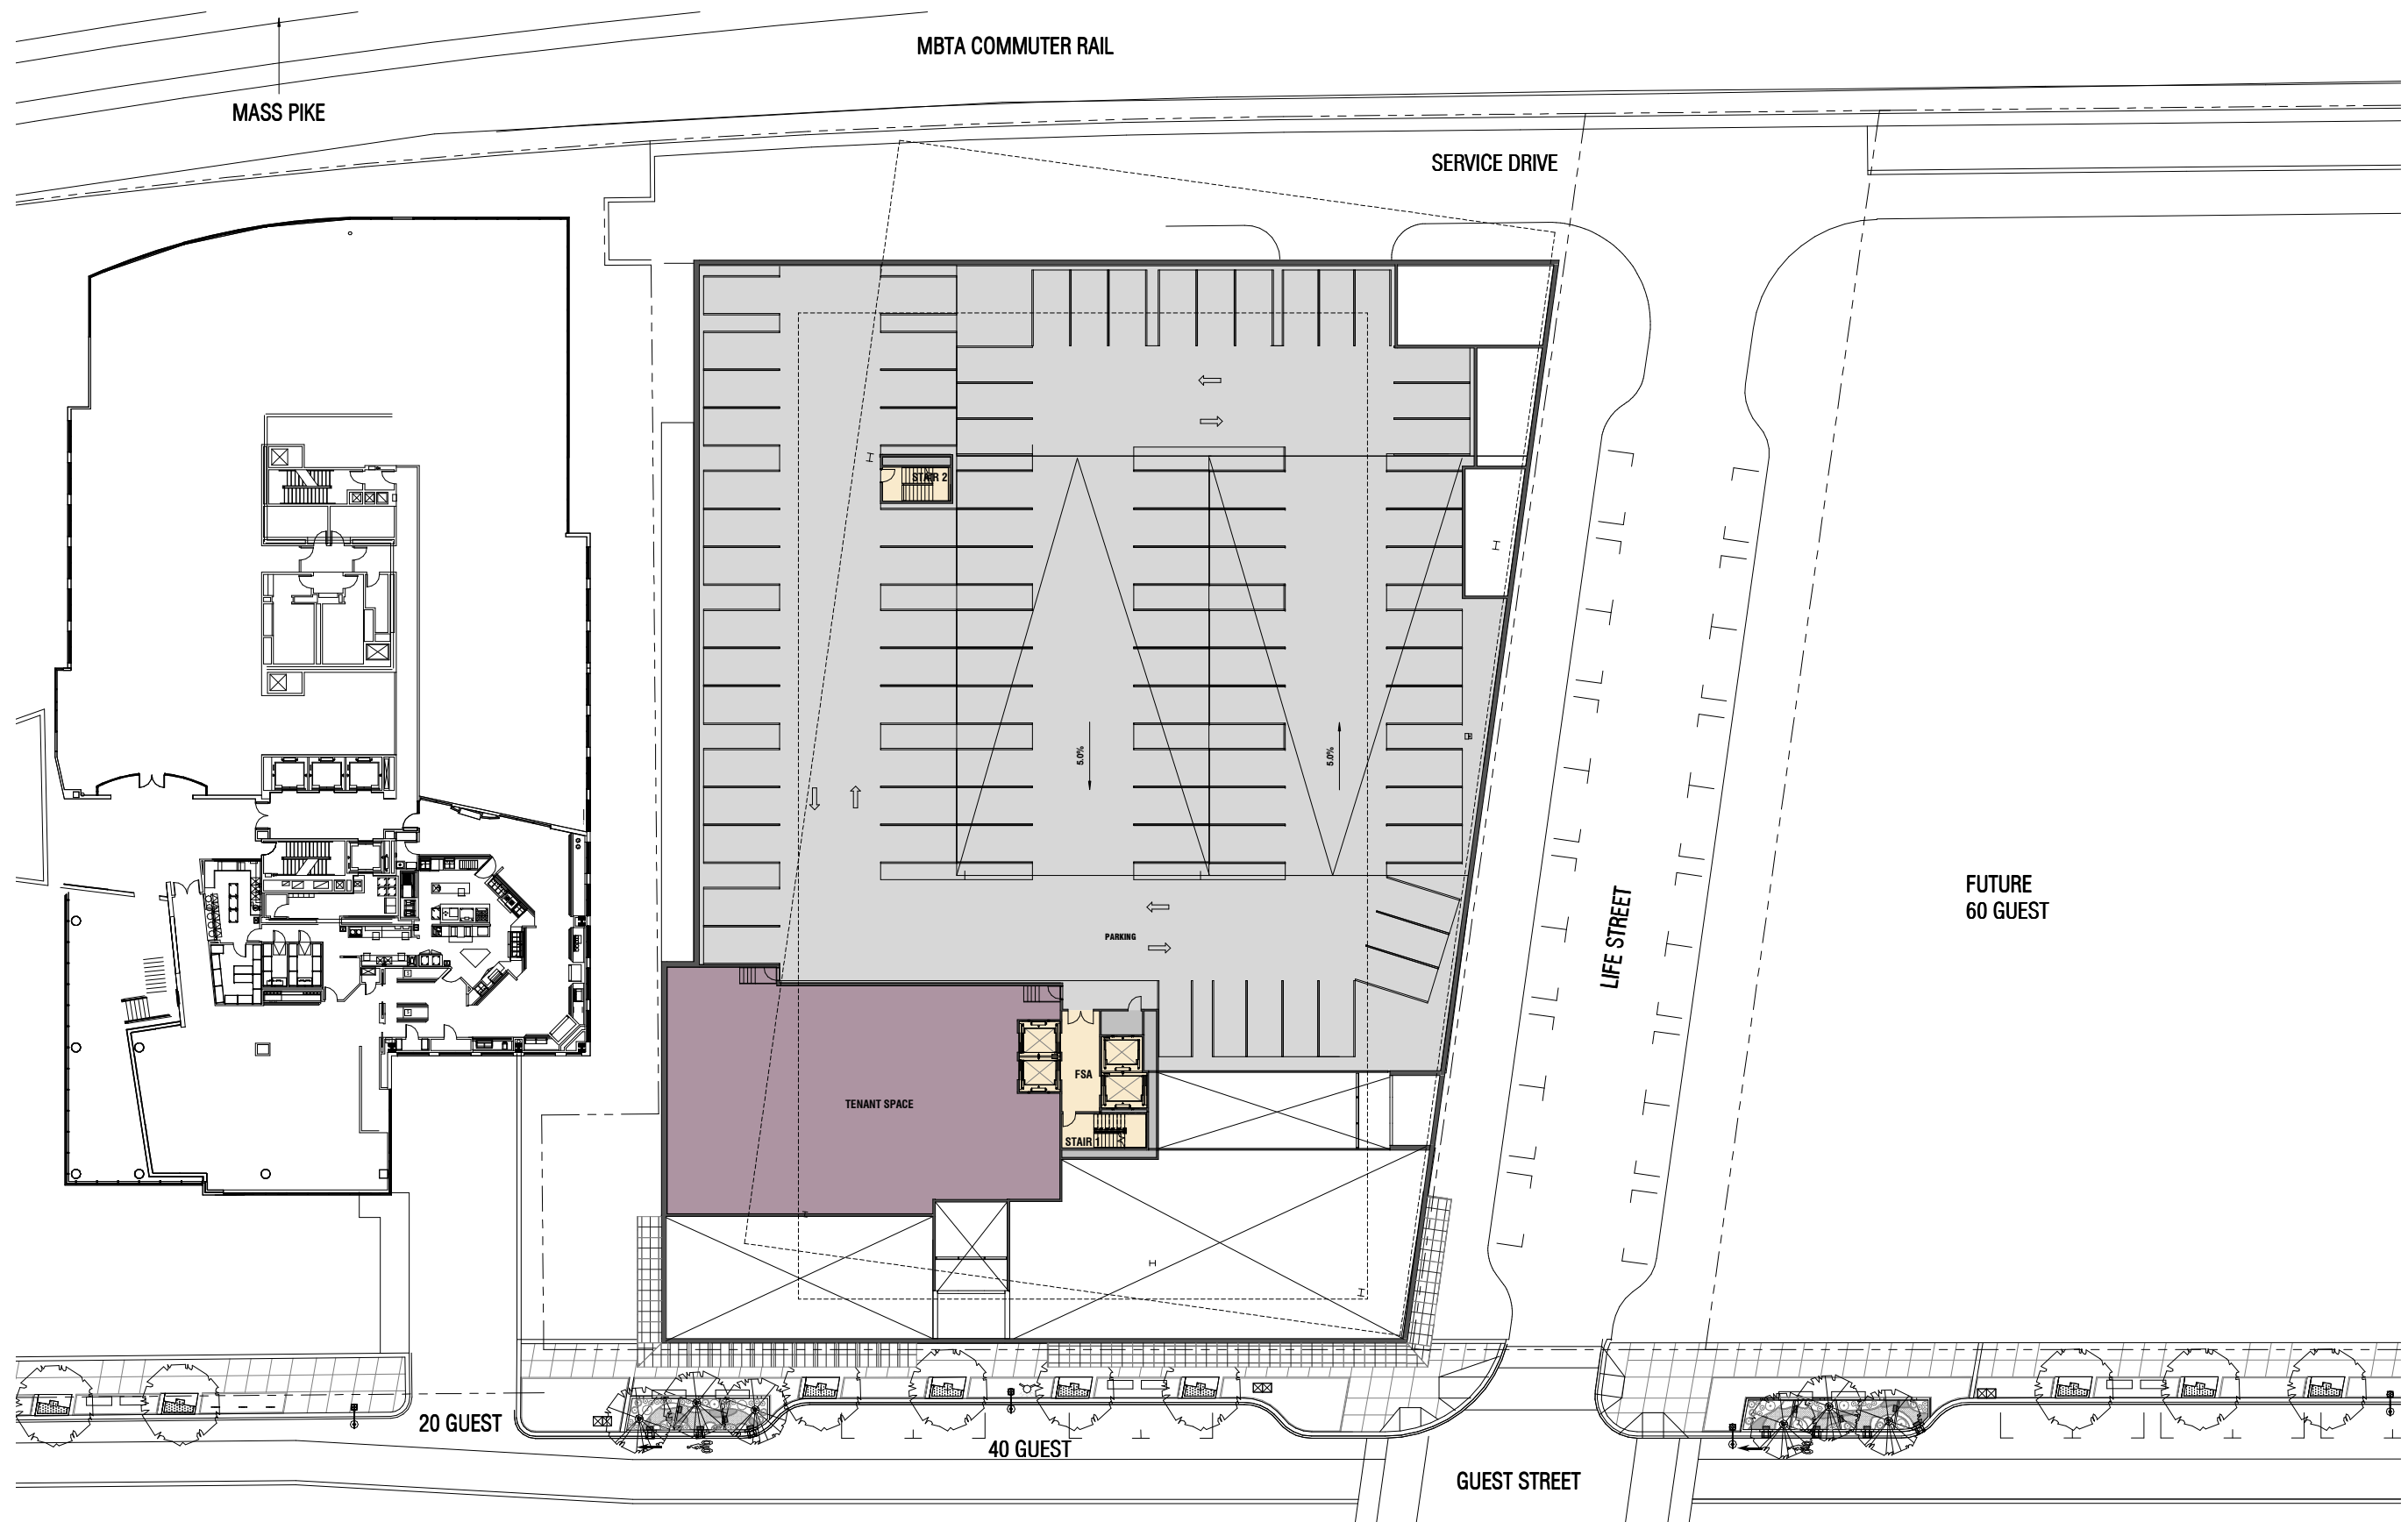 MBTA COMMUTER RAIL
MASS PIKE
SERVICE DRIVE
STAIR 2
5.0%
5.0%
FUTURE
60 GUEST
LIFE STREET
PARKING
FSA
TENANT SPACE
STAIR 1
20 GUEST
40 GUEST
GUEST STREET